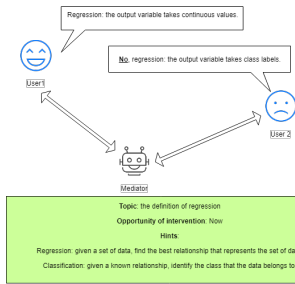 Regression: the output variable takes continuous values.
No, regression: the output variable takes class labels.
User1
User 2
Mediator
Topic: the definition of regression
Opportunity of intervention: Now
Hints:
Regression: given a set of data, find the best relationship that represents the set of
Classification: given a known relationship, identify the class that the data belongs to